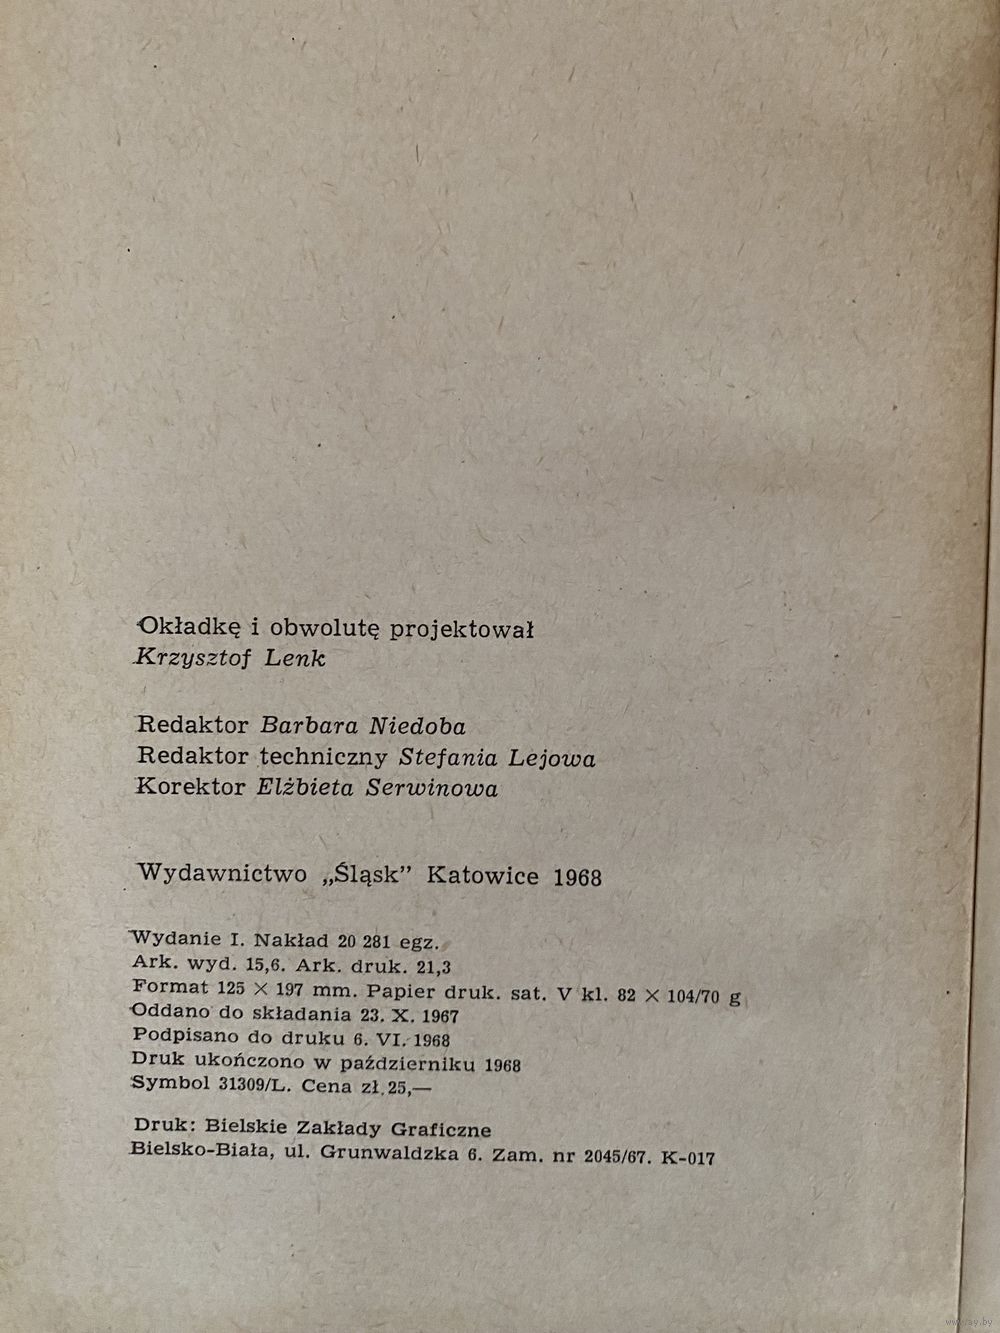 Okładkę i obwolutę projektował
Krzysztof Lenk
Redaktor Barbara Niedoba
Redaktor techniczny Stefania Lejowa
Korektor Elżbieta Serwinowa
Wydawnictwo „Śląsk” Katowice 1968
Wydanie I. Nakład 20 281 egz.
Ark. wyd. 15,6. Ark. druk. 21,3
Format 125 × 197 mm. Papier druk. sat. V kl. 82 × 104/70 g
Oddano do składania 23. X. 1967
Podpisano do druku 6. VI. 1968
Druk ukończono w październiku 1968
Symbol 31309/L. Cena zł 25,—
Druk: Bielskie Zakłady Graficzne
Bielsko-Biała, ul. Grunwaldzka 6. Zam. nr 2045/67. K-017
www.ay.by